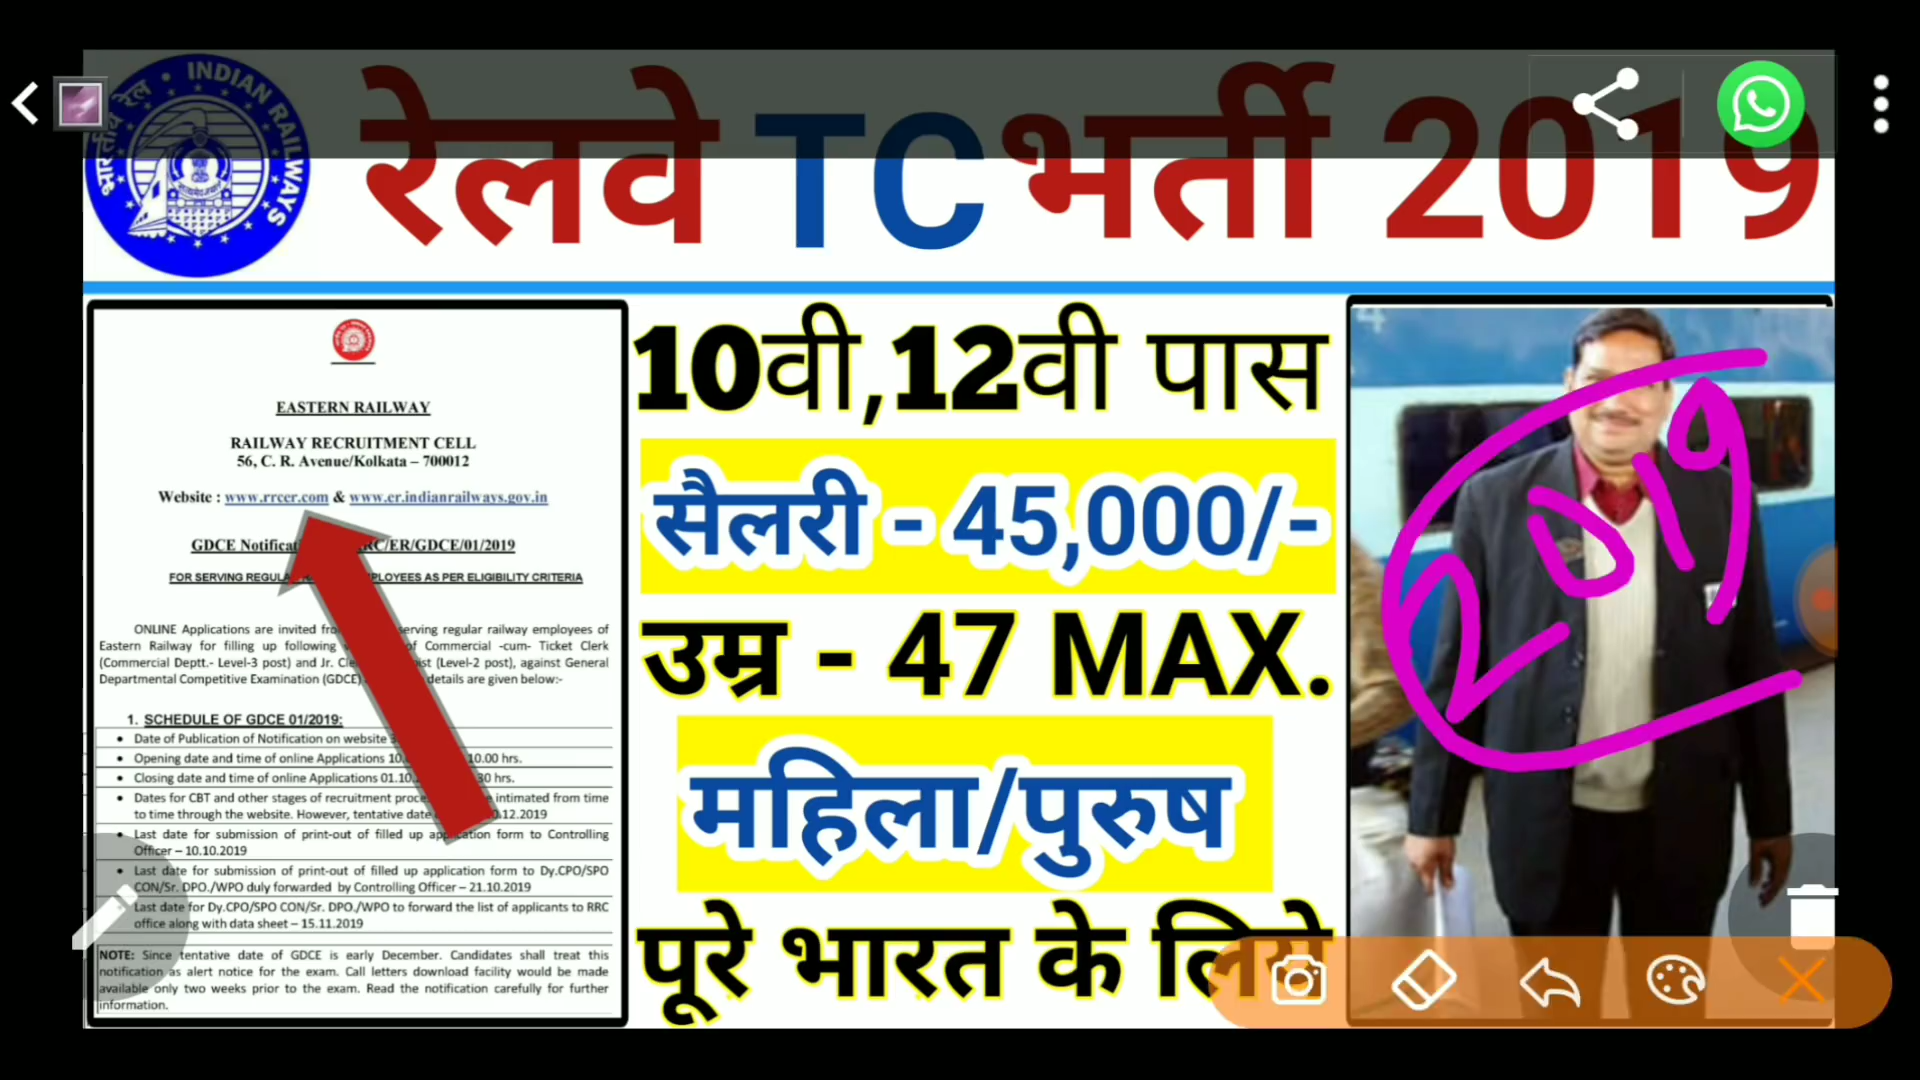 भारतीय रेल • INDIAN RAILWAYS
रेलवे TC भर्ती 2019
EASTERN RAILWAY
RAILWAY RECRUITMENT CELL
56, C. R. Avenue/Kolkata – 700012
Website : www.rrcer.com & www.er.indianrailways.gov.in
GDCE RC/ER/GDCE/01/2019
FOR SERVING EMPLOYEES AS PER ELIGIBILITY CRITERIA
ONLINE Applications are invited serving regular railway employees of
Eastern Railway for filling up following of Commercial -cum- Ticket Clerk
(Commercial Deptt.- Level-3 post) and Jr. (Level-2 post), against General
Departmental Competitive Examination (GDCE) details are given below:-
1. SCHEDULE OF GDCE 01/2019:
• Date of Publication of Notification on website
• Opening date and time of online Applications 10.00 hrs.
• Closing date and time of online Applications hrs.
• Dates for CBT and other stages of recruitment intimated from time
to time through the website. However, tentative date .12.2019
• Last date for submission of print-out of filled up application form to Controlling
Officer – 10.10.2019
• Last date for submission of print-out of filled up application form to Dy.CPO/SPO
CON/Sr. DPO./WPO duly forwarded by Controlling Officer – 21.10.2019
Last date for Dy.CPO/SPO CON/Sr. DPO./WPO to forward the list of applicants to RRC
office along with data sheet – 15.11.2019
NOTE: Since tentative date of GDCE is early December. Candidates shall treat this
notification as alert notice for the exam. Call letters download facility would be made
available only two weeks prior to the exam. Read the notification carefully for further
information.
10वी,12वी पास
सैलरी - 45,000/-
उम्र - 47 MAX.
महिला/पुरुष
पूरे भारत के लिये
4
2019